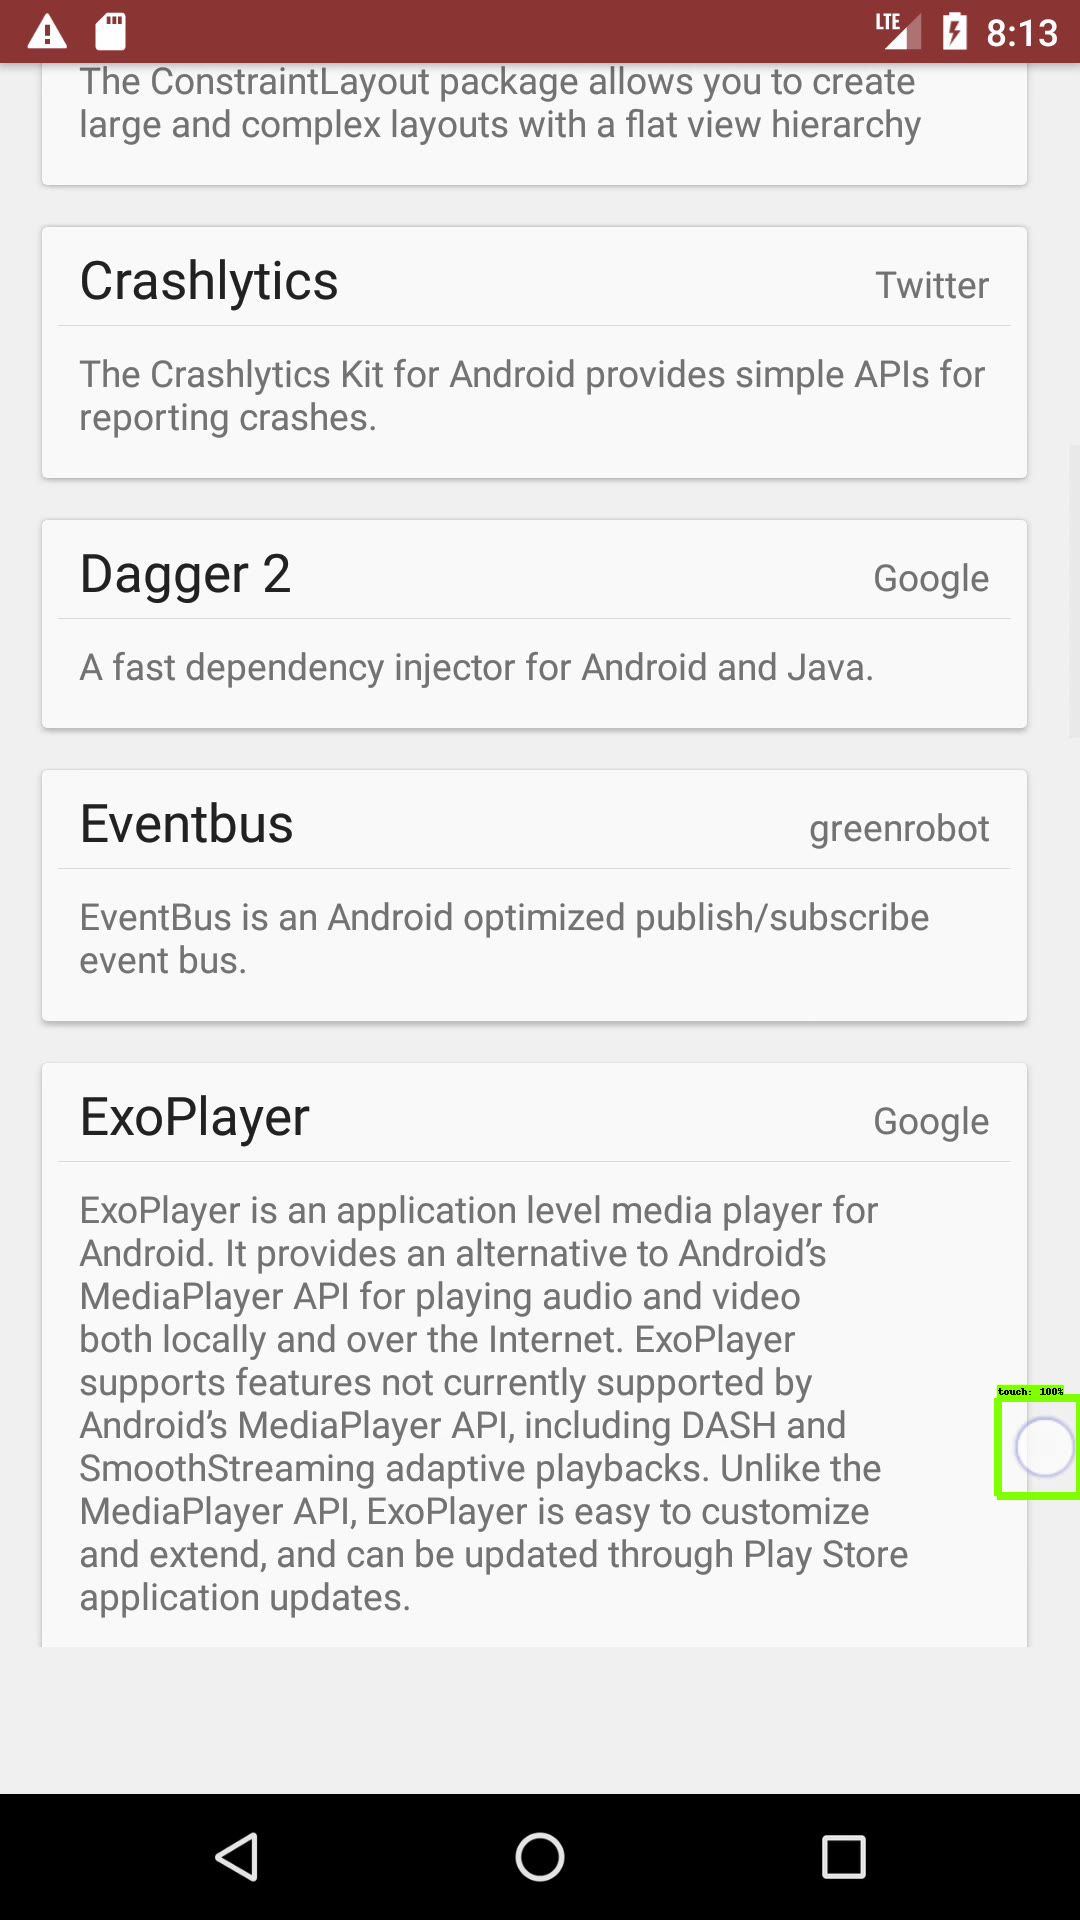 LTE 8:13
The ConstraintLayout package allows you to create
large and complex layouts with a flat view hierarchy
Crashlytics Twitter
The Crashlytics Kit for Android provides simple APIs for
reporting crashes.
Dagger 2 Google
A fast dependency injector for Android and Java.
Eventbus greenrobot
EventBus is an Android optimized publish/subscribe
event bus.
ExoPlayer Google
ExoPlayer is an application level media player for
Android. It provides an alternative to Android’s
MediaPlayer API for playing audio and video
both locally and over the Internet. ExoPlayer
supports features not currently supported by
Android’s MediaPlayer API, including DASH and
SmoothStreaming adaptive playbacks. Unlike the
MediaPlayer API, ExoPlayer is easy to customize
and extend, and can be updated through Play Store
application updates.
touch: 100%